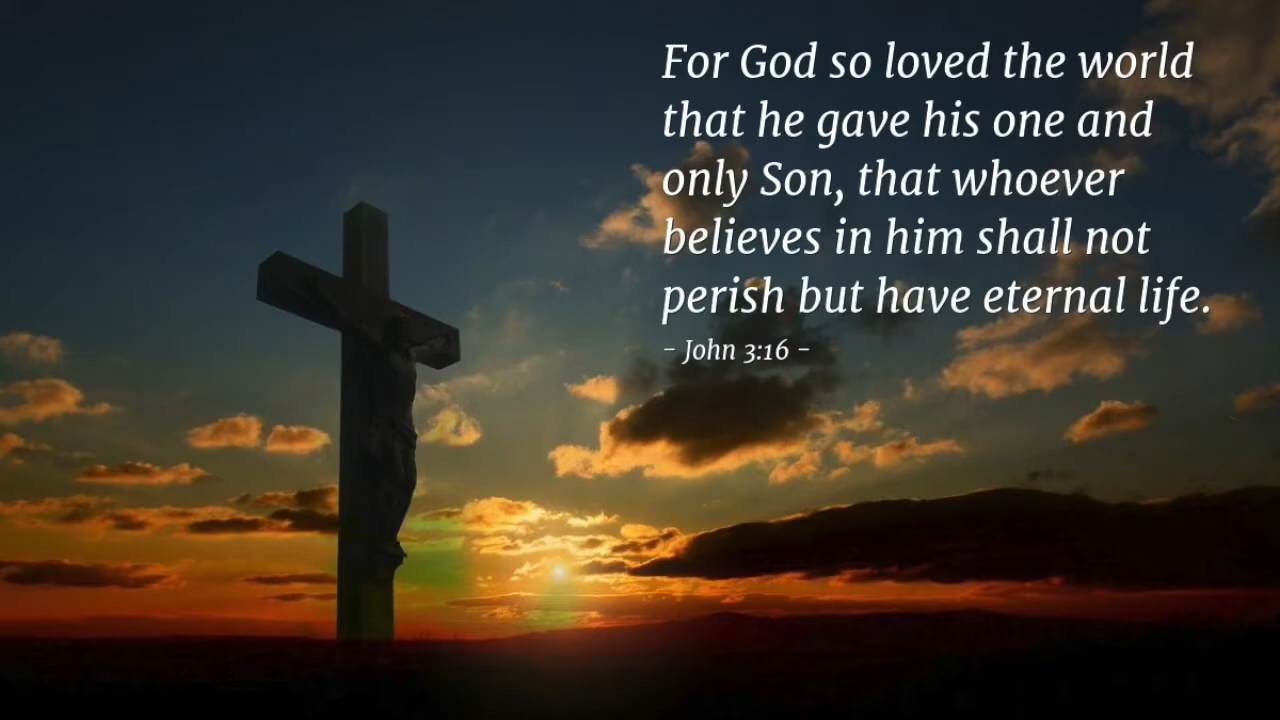 For God so loved the world
that he gave his one and
only Son, that whoever
believes in him shall not
perish but have eternal life.
- John 3:16 -